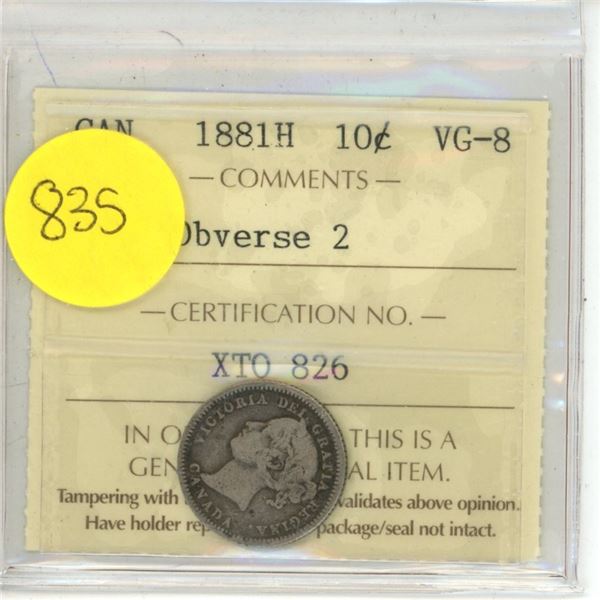 CAN 1881H 10¢ VG-8
— COMMENTS —
835
Obverse 2
— CERTIFICATION NO. —
XTO 826
IN O THIS IS A
GEN AL ITEM.
Tampering with validates above opinion.
Have holder rep package/seal not intact.
VICTORIA DEI GRATIA REGINA.
CANADA